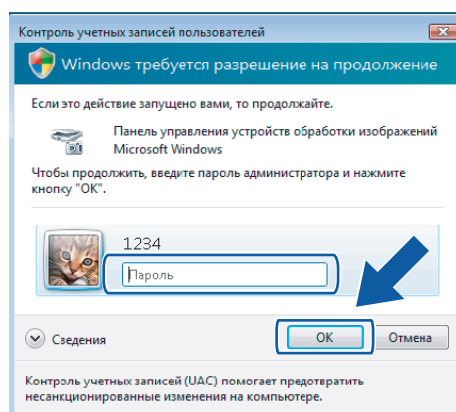 Контроль учетных записей пользователей
Windows требуется разрешение на продолжение
Если это действие запущено вами, то продолжайте.
Панель управления устройств обработки изображений
Microsoft Windows
Чтобы продолжить, введите пароль администратора и нажмите
кнопку "ОК".
1234
Пароль
Сведения
ОК
Отмена
Контроль учетных записей (UAC) помогает предотвратить
несанкционированные изменения на компьютере.